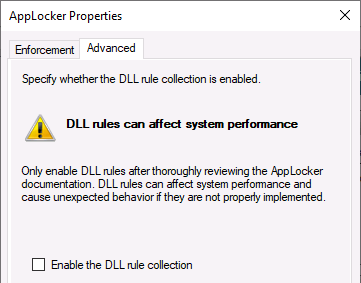 AppLocker Properties
Enforcement Advanced
Specify whether the DLL rule collection is enabled.
DLL rules can affect system performance
Only enable DLL rules after thoroughly reviewing the AppLocker
documentation. DLL rules can affect system performance and
cause unexpected behavior if they are not properly implemented.
Enable the DLL rule collection